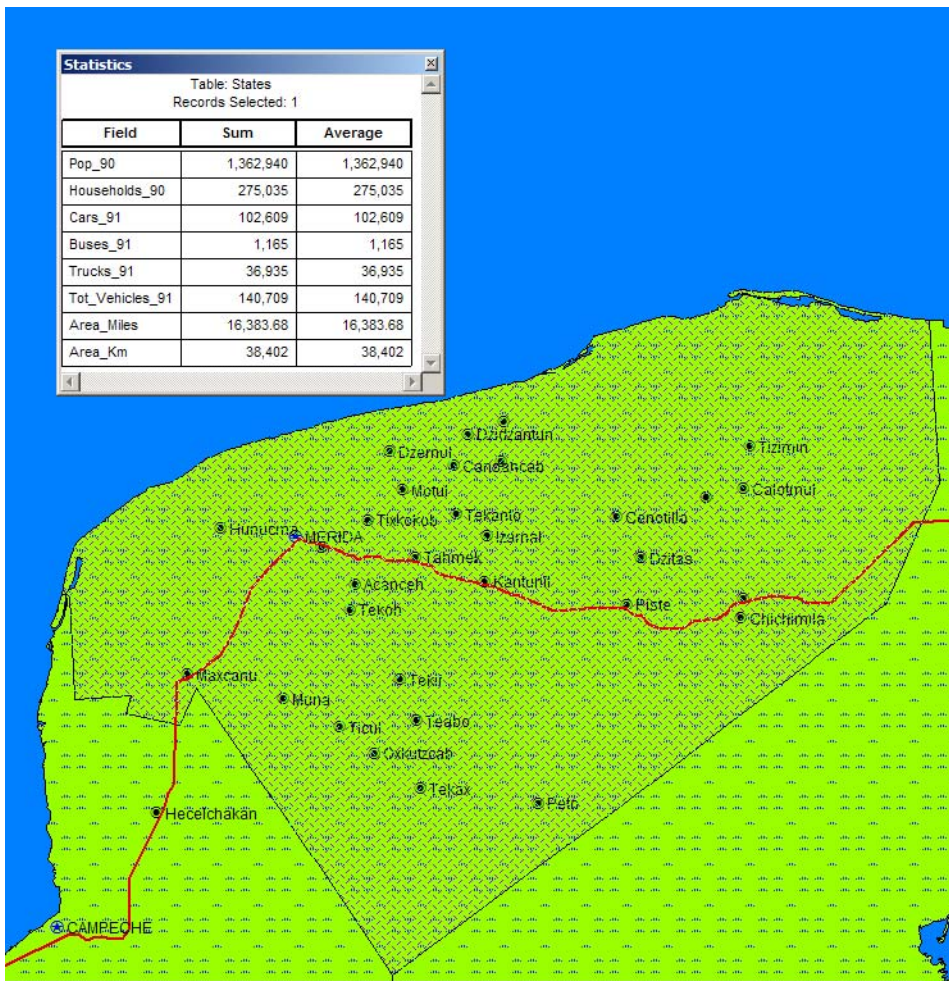 Statistics
Table: States
Records Selected: 1
Field Sum Average
Pop_90 1,362,940 1,362,940
Households_90 275,035 275,035
Cars_91 102,609 102,609
Buses_91 1,165 1,165
Trucks_91 36,935 36,935
Tot_Vehicles_91 140,709 140,709
Area_Miles 16,383.68 16,383.68
Area_Km 38,402 38,402
Dzidzantun
Dzemul
Tizimin
Cansahcab
Motul
Calotmul
Tixkokob
Tekanto
Cenotilla
Hunucma
MERIDA
Izamal
Tahmek
Dzitas
Acanceh
Kantunil
Tekoh
Piste
Chichimila
Maxcanu
Tekit
Muna
Teabo
Ticul
Oxkutzcab
Tekax
Peto
Hecelchakan
CAMPECHE